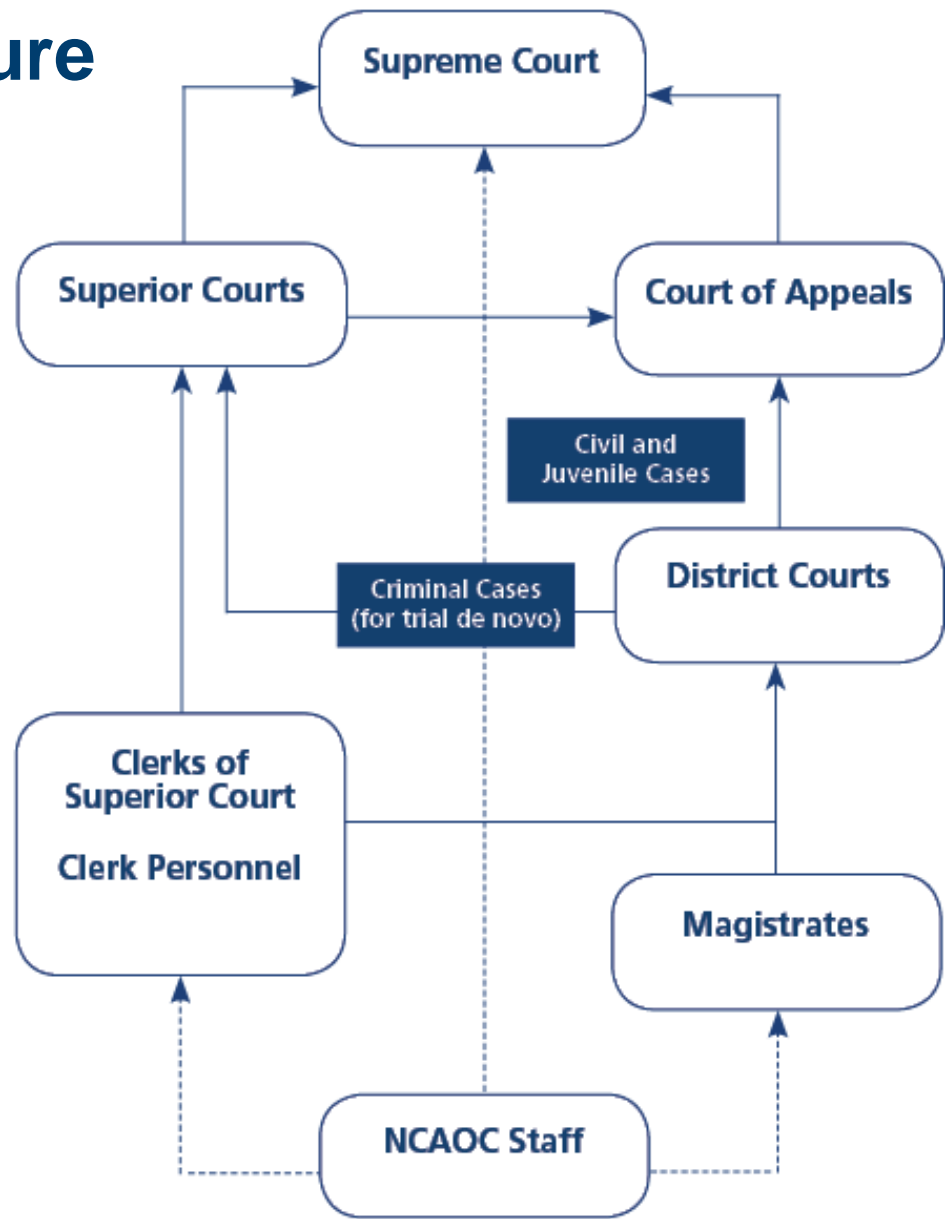 ure
Supreme Court
Superior Courts
Court of Appeals
Civil and
Juvenile Cases
Criminal Cases
(for trial de novo)
District Courts
Clerks of
Superior Court
Clerk Personnel
Magistrates
NCAOC Staff